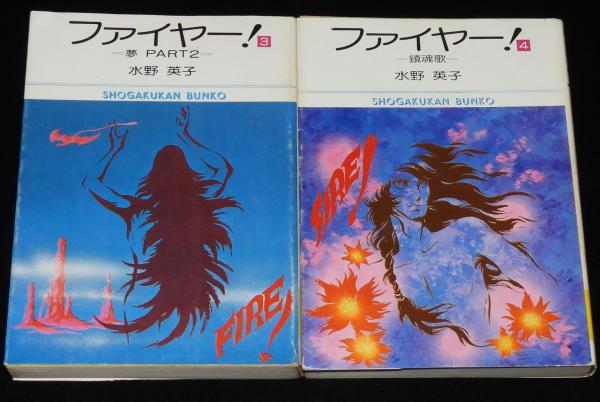 ファイヤー! 3
—夢 PART2—
水野 英子
SHOGAKUKAN BUNKO
FIRE!
ファイヤー! 4
—鎮魂歌—
水野 英子
SHOGAKUKAN BUNKO
FIRE!